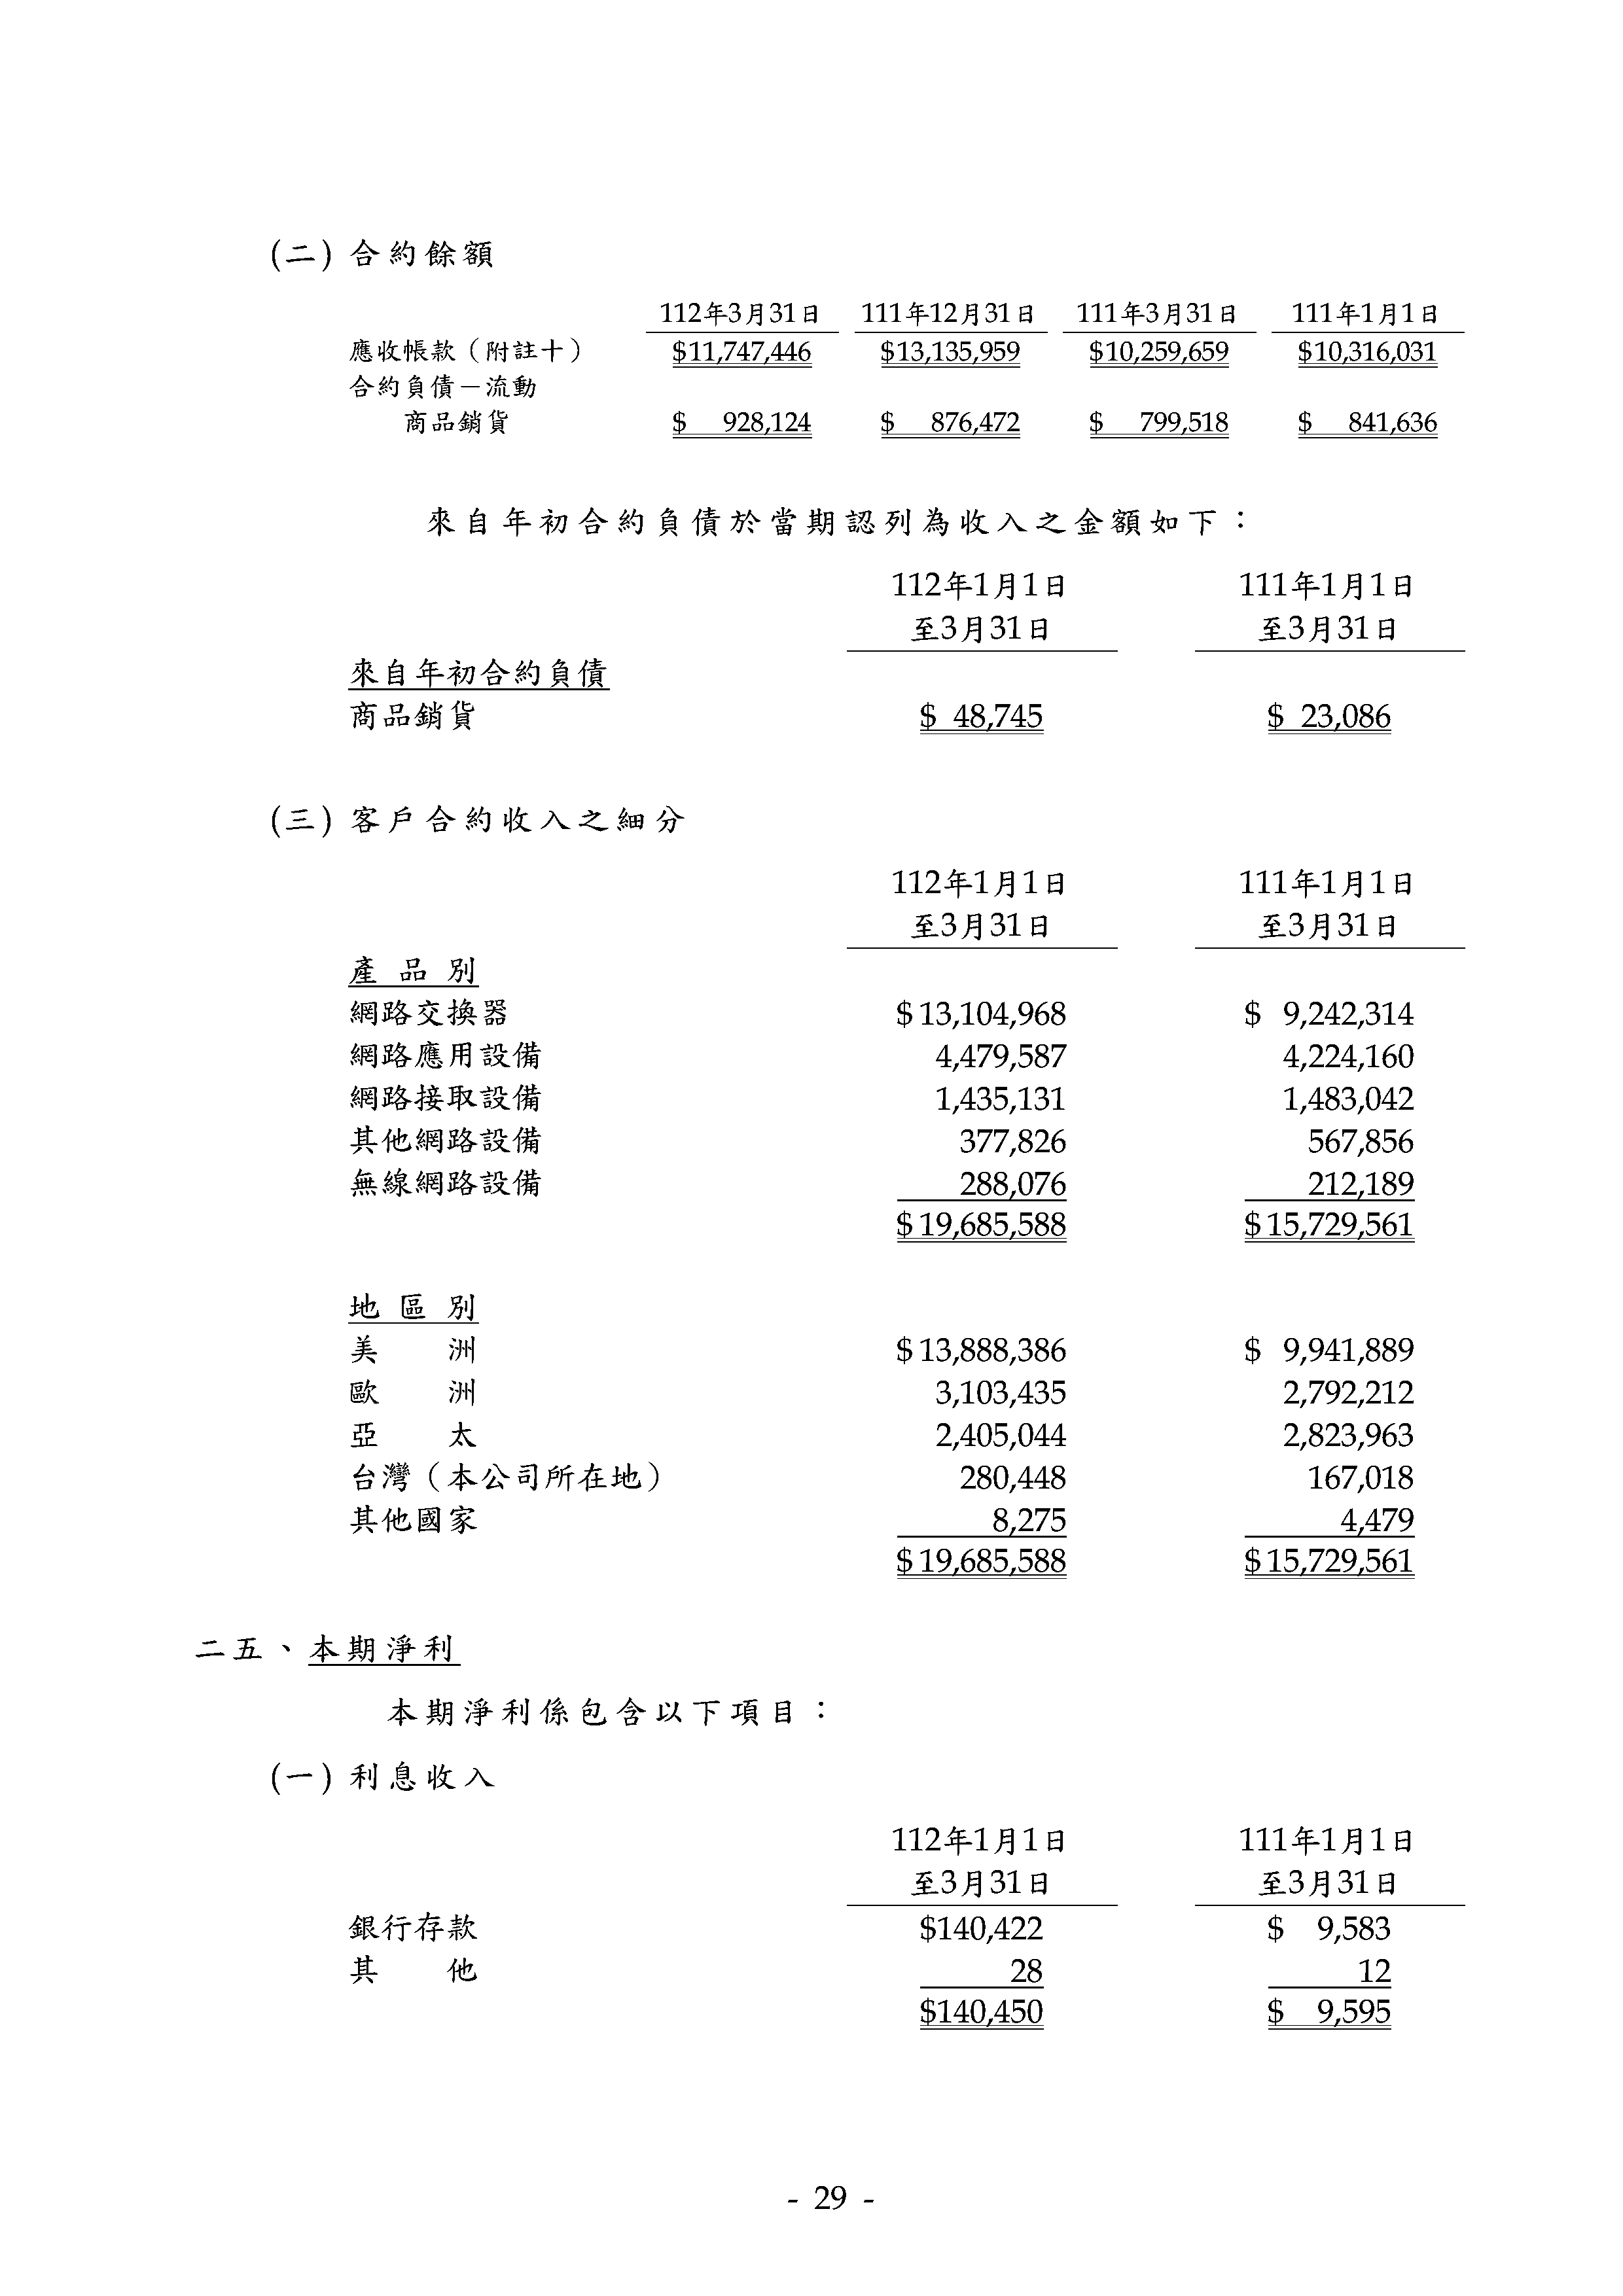 (二) 合約餘額
112年3月31日 111年12月31日 111年3月31日 111年1月1日
應收帳款（附註十） $11,747,446 $13,135,959 $10,259,659 $10,316,031
合約負債－流動
商品銷貨 $ 928,124 $ 876,472 $ 799,518 $ 841,636
來自年初合約負債於當期認列為收入之金額如下：
112年1月1日 111年1月1日
至3月31日 至3月31日
來自年初合約負債
商品銷貨 $ 48,745 $ 23,086
(三) 客戶合約收入之細分
112年1月1日 111年1月1日
至3月31日 至3月31日
產品別
網路交換器 $13,104,968 $ 9,242,314
網路應用設備 4,479,587 4,224,160
網路接取設備 1,435,131 1,483,042
其他網路設備 377,826 567,856
無線網路設備 288,076 212,189
$19,685,588 $15,729,561
地區別
美洲 $13,888,386 $ 9,941,889
歐洲 3,103,435 2,792,212
亞太 2,405,044 2,823,963
台灣（本公司所在地） 280,448 167,018
其他國家 8,275 4,479
$19,685,588 $15,729,561
二五、本期淨利
本期淨利係包含以下項目：
(一) 利息收入
112年1月1日 111年1月1日
至3月31日 至3月31日
銀行存款 $140,422 $ 9,583
其他 28 12
$140,450 $ 9,595
- 29 -